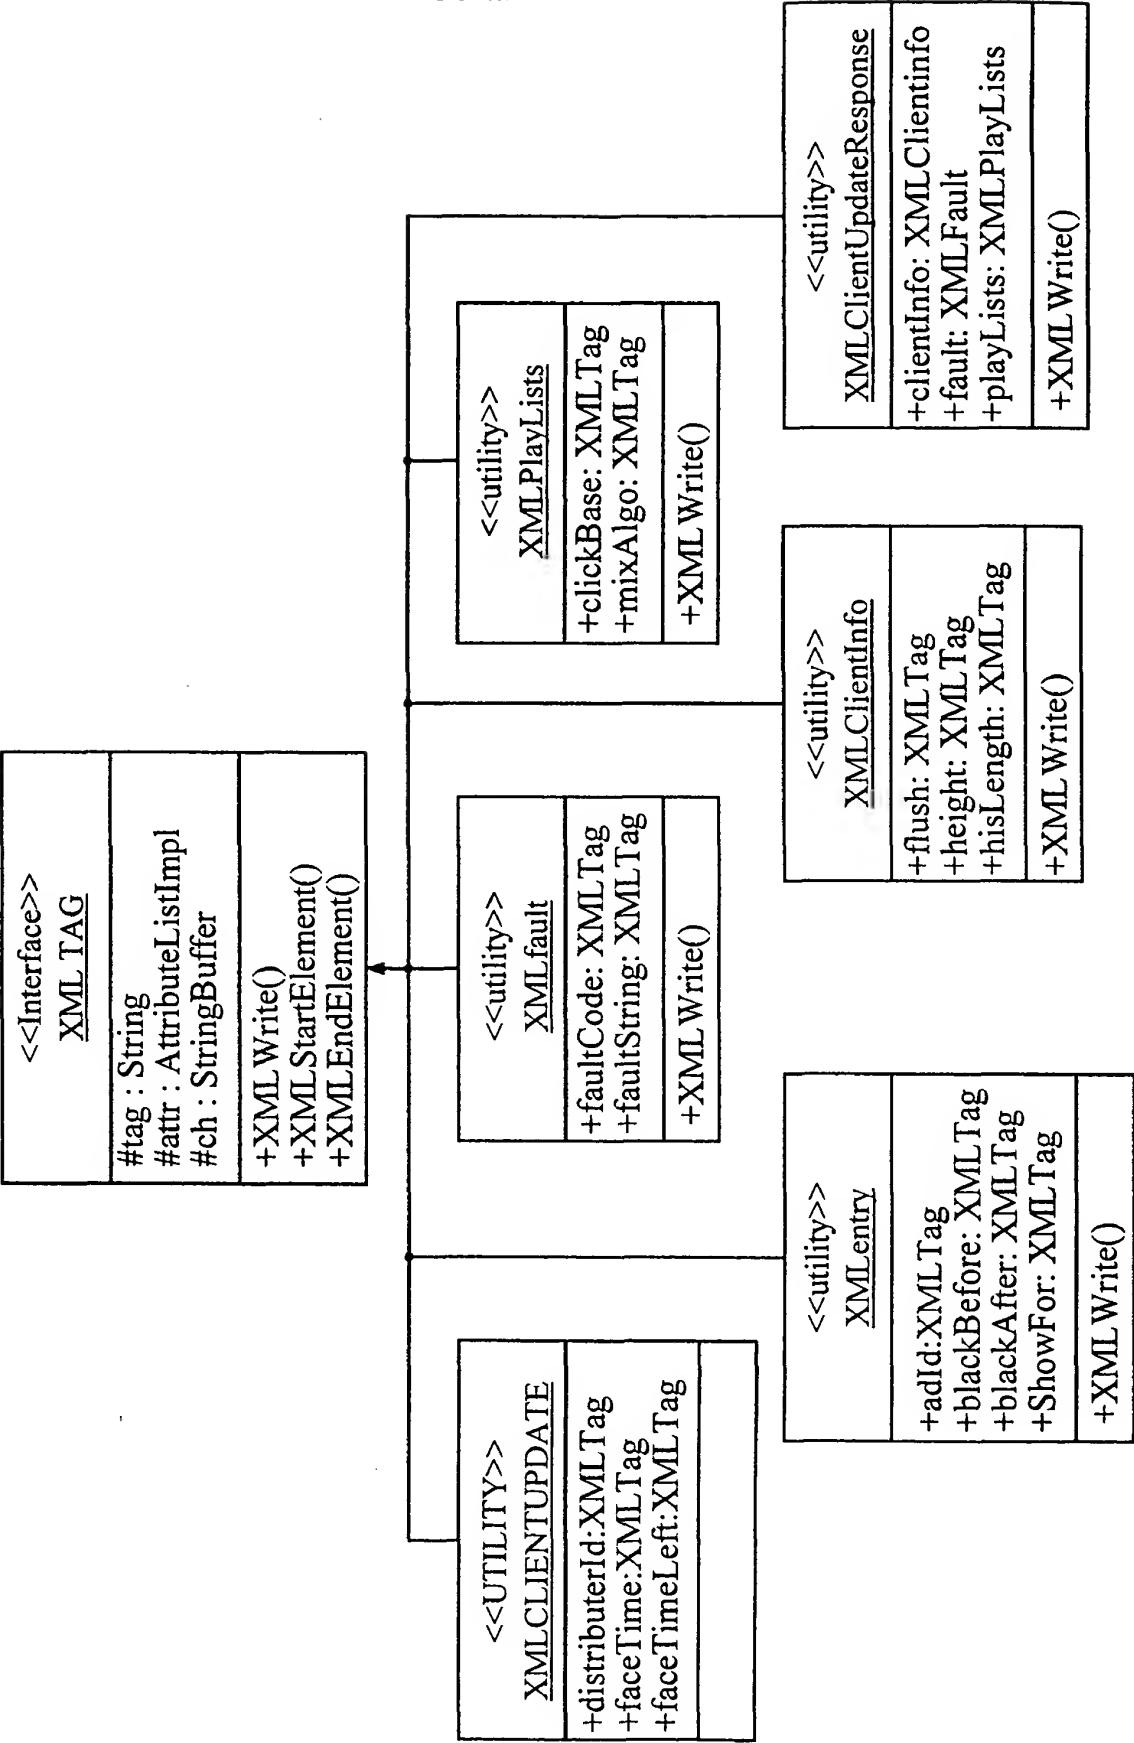 <<Interface>>
XML TAG
#tag : String
#attr : AttributeListImpl
#ch : StringBuffer
+XMLWrite()
+XMLStartElement()
+XMLEndElement()
<<UTILITY>>
XMLCLIENTUPDATE
+distributerId:XMLTag
+faceTime:XMLTag
+faceTimeLeft:XMLTag
<<utility>>
XMLfault
+faultCode: XMLTag
+faultString: XMLTag
+XMLWrite()
<<utility>>
XMLPlayLists
+clickBase: XMLTag
+mixAlgo: XMLTag
+XMLWrite()
<<utility>>
XMLentry
+adId:XMLTag
+blackBefore: XMLTag
+blackAfter: XMLTag
+ShowFor: XMLTag
+XMLWrite()
<<utility>>
XMLClientInfo
+flush: XMLTag
+height: XMLTag
+hisLength: XMLTag
+XMLWrite()
<<utility>>
XMLClientUpdateResponse
+clientInfo: XMLClientinfo
+fault: XMLFault
+playLists: XMLPlayLists
+XMLWrite()